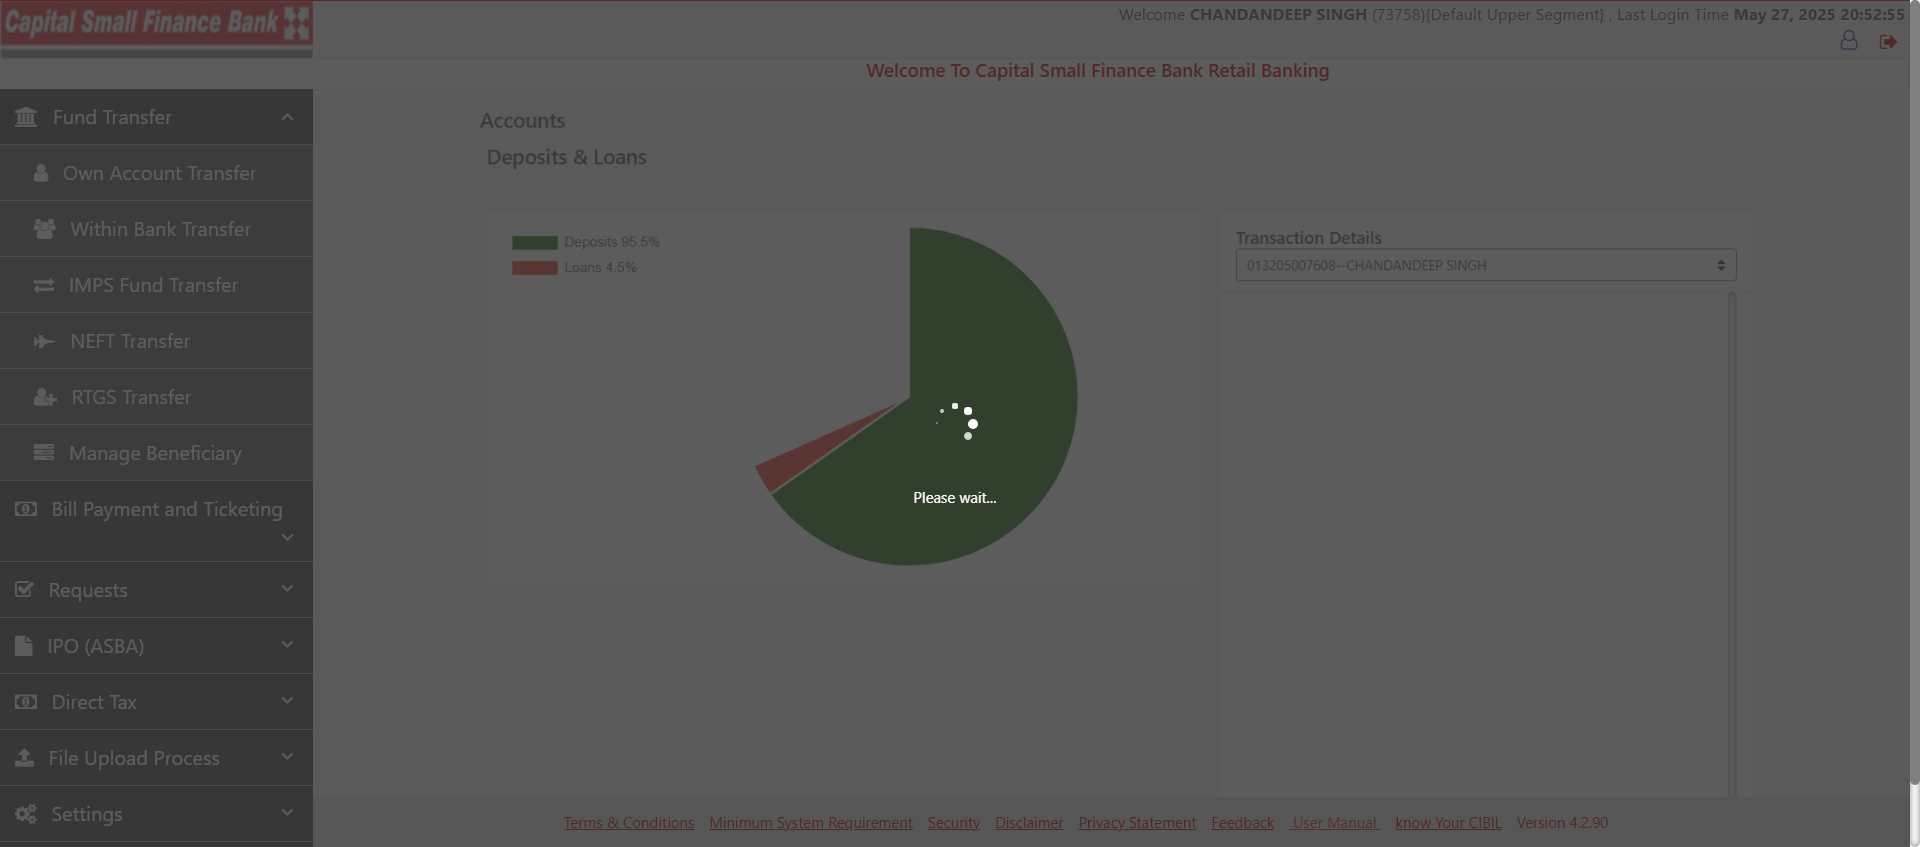 Capital Small Finance Bank
Welcome CHANDANDEEP SINGH (73758){Default Upper Segment} , Last Login Time May 27, 2025 20:52:55
Welcome To Capital Small Finance Bank Retail Banking
Fund Transfer
Own Account Transfer
Within Bank Transfer
IMPS Fund Transfer
NEFT Transfer
RTGS Transfer
Manage Beneficiary
Bill Payment and Ticketing
Requests
IPO (ASBA)
Direct Tax
File Upload Process
Settings
Accounts
Deposits & Loans
Deposits 95.5%
Loans 4.5%
Please wait...
Transaction Details
013205007608--CHANDANDEEP SINGH
Terms & Conditions Minimum System Requirement Security Disclaimer Privacy Statement Feedback User Manual know Your CIBIL Version 4.2.90